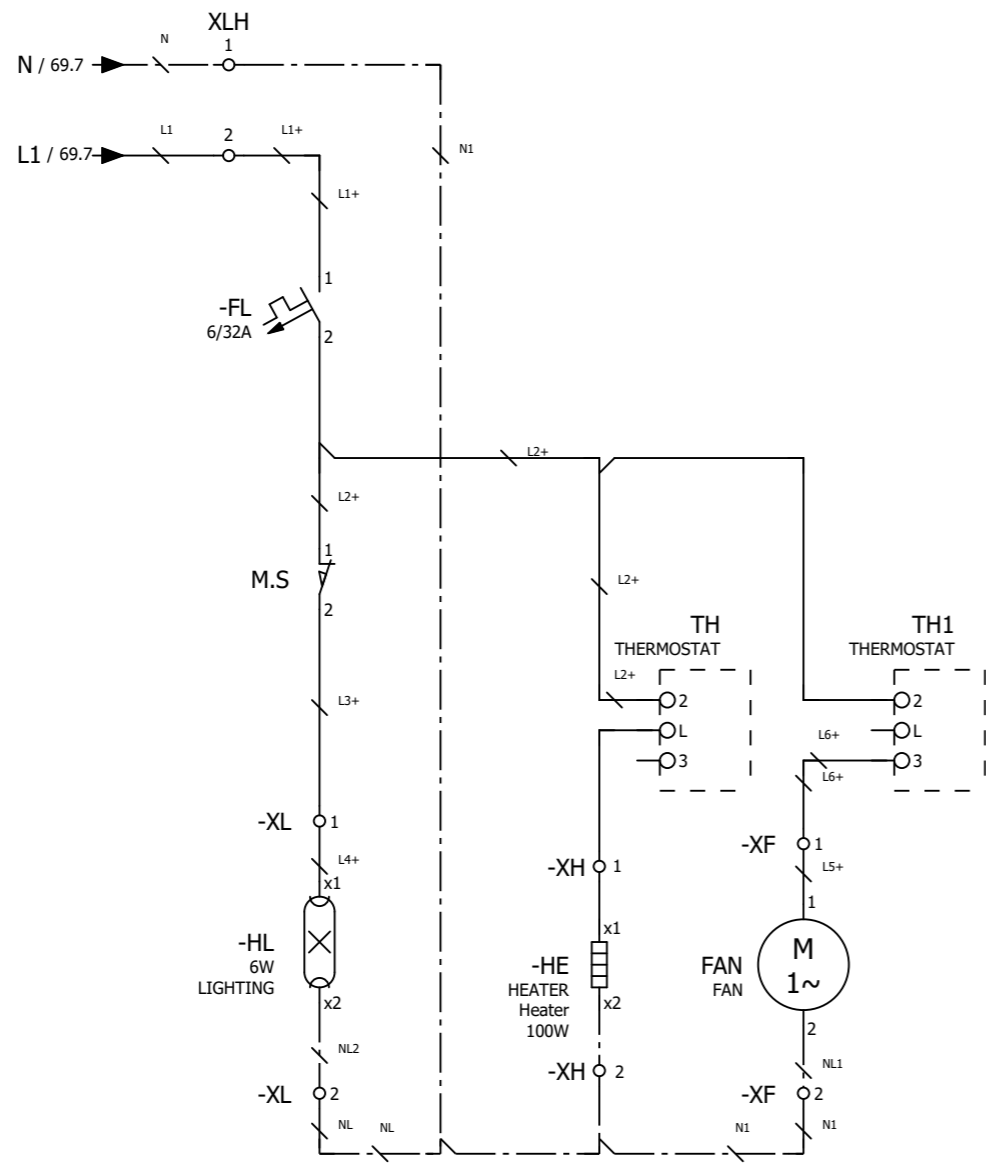 XLH
N
1
N / 69.7
L1
2
L1+
L1 / 69.7
N1
L1+
1
-FL
6/32A
2
L2+
L2+
1
M.S
2
L2+
TH
THERMOSTAT
TH1
THERMOSTAT
L2+
2
2
L3+
L
L
L6+
3
3
L6+
-XL
1
-XF
1
L4+
-XH
1
L5+
x1
1
x1
-HL
6W
LIGHTING
-HE
HEATER
Heater
100W
M
1~
FAN
FAN
x2
x2
2
NL2
NL1
-XH
2
-XL
2
-XF
2
NL
NL
N1
N1